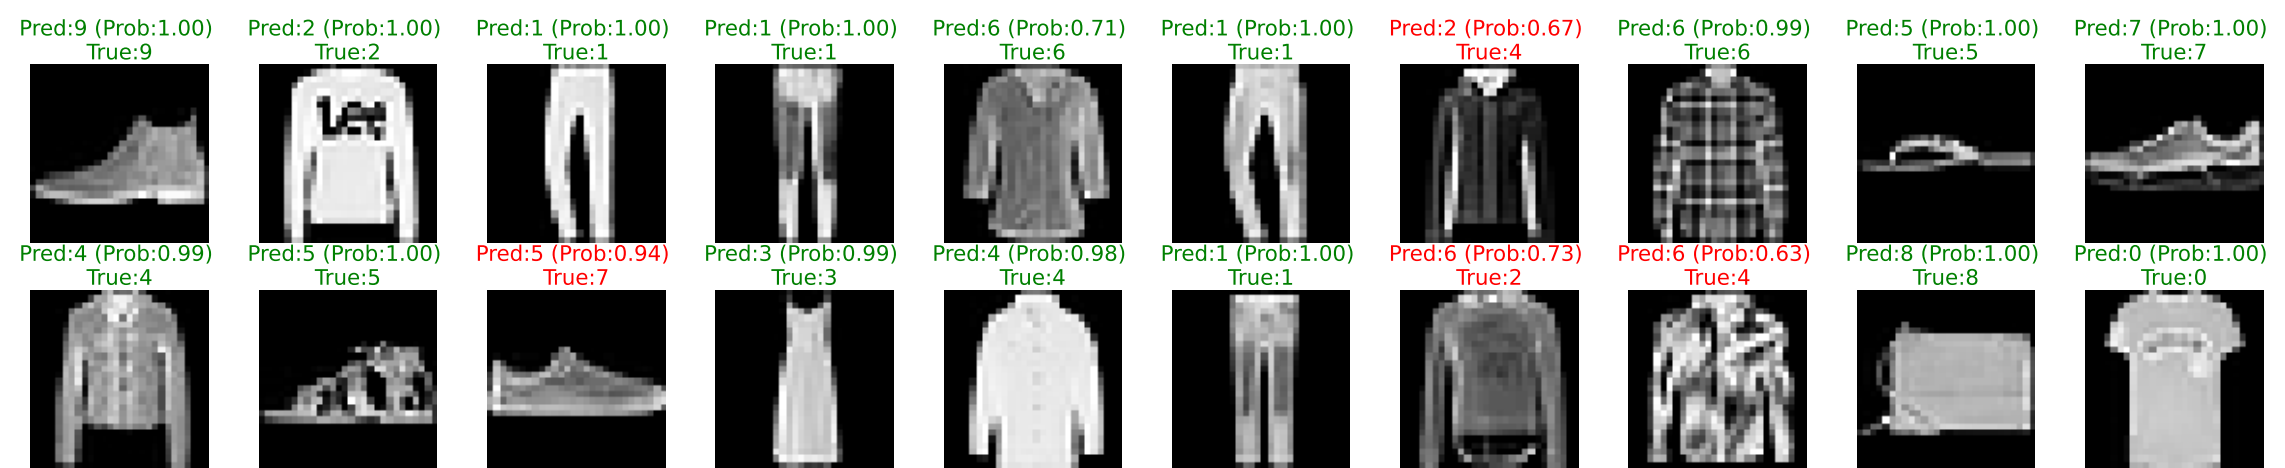 Pred:9 (Prob:1.00)
True:9
Pred:2 (Prob:1.00)
True:2
Pred:1 (Prob:1.00)
True:1
Pred:1 (Prob:1.00)
True:1
Pred:6 (Prob:0.71)
True:6
Pred:1 (Prob:1.00)
True:1
Pred:2 (Prob:0.67)
True:4
Pred:6 (Prob:0.99)
True:6
Pred:5 (Prob:1.00)
True:5
Pred:7 (Prob:1.00)
True:7
Lee
Pred:4 (Prob:0.99)
True:4
Pred:5 (Prob:1.00)
True:5
Pred:5 (Prob:0.94)
True:7
Pred:3 (Prob:0.99)
True:3
Pred:4 (Prob:0.98)
True:4
Pred:1 (Prob:1.00)
True:1
Pred:6 (Prob:0.73)
True:2
Pred:6 (Prob:0.63)
True:4
Pred:8 (Prob:1.00)
True:8
Pred:0 (Prob:1.00)
True:0